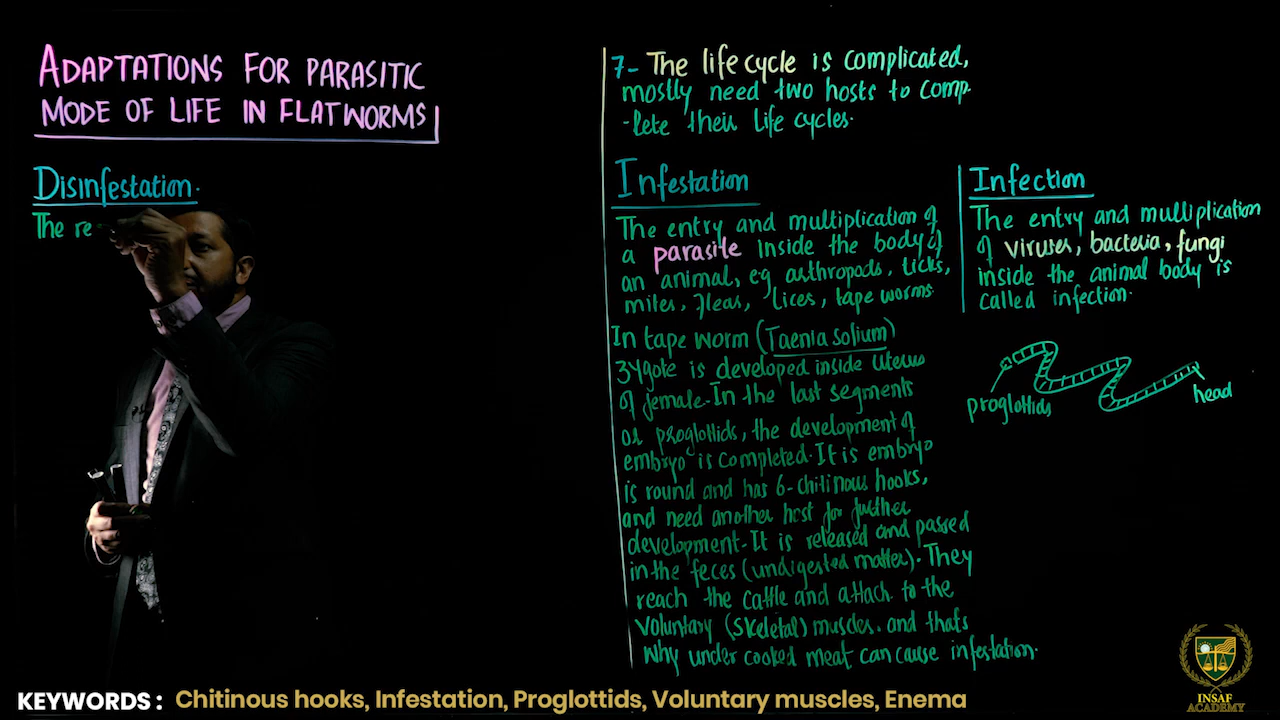 ADAPTATIONS FOR PARASITIC
MODE OF LIFE IN FLATWORMS
Disinfestation.
The re
7- The life cycle is complicated,
mostly need two hosts to comp-
-lete their life cycles.
Infestation
The entry and multiplication of
a parasite inside the body of
an animal, eg arthropods, ticks,
mites, fleas, lices, tape worms.
In tape worm (Taenia solium)
zygote is developed inside uterus
of female. In the last segments
or proglottids, the development of
embryo is completed. It is embryo
is round and has 6-chitinous hooks,
and need another host for further
development. It is released and passed
in the feces (undigested matter). They
reach the cattle and attach to the
voluntary (skeletal) muscles. and thats
why under cooked meat can cause infestation.
Infection
The entry and multiplication
of viruses, bacteria, fungi
inside the animal body is
called infection.
proglottids
head
KEYWORDS : Chitinous hooks, Infestation, Proglottids, Voluntary muscles, Enema
INSAF
ACADEMY